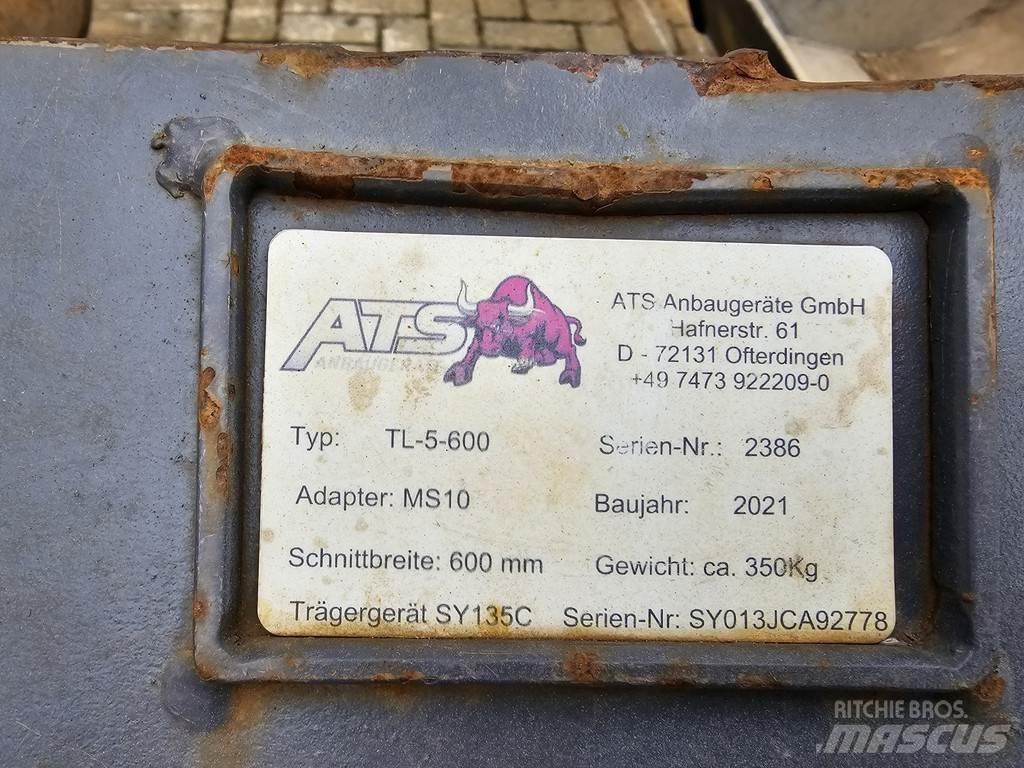 ATS
ANBAUGERÄTE
ATS Anbaugeräte GmbH
Hafnerstr. 61
D - 72131 Ofterdingen
+49 7473 922209-0
Typ: TL-5-600 Serien-Nr.: 2386
Adapter: MS10 Baujahr: 2021
Schnittbreite: 600 mm Gewicht: ca. 350Kg
Trägergerät SY135C Serien-Nr: SY013JCA92778
RITCHIE BROS.
MASCUS